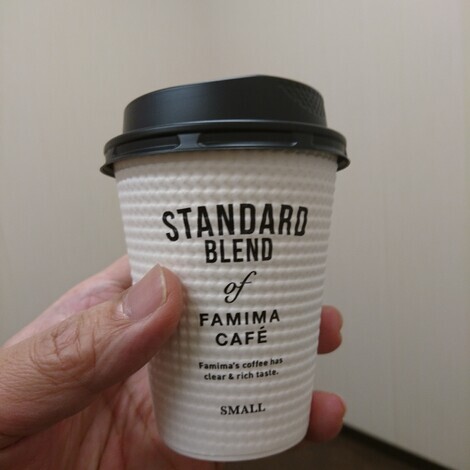 STANDARD
BLEND
of
FAMIMA
CAFÉ
Famima's coffee has
clear & rich taste.
SMALL